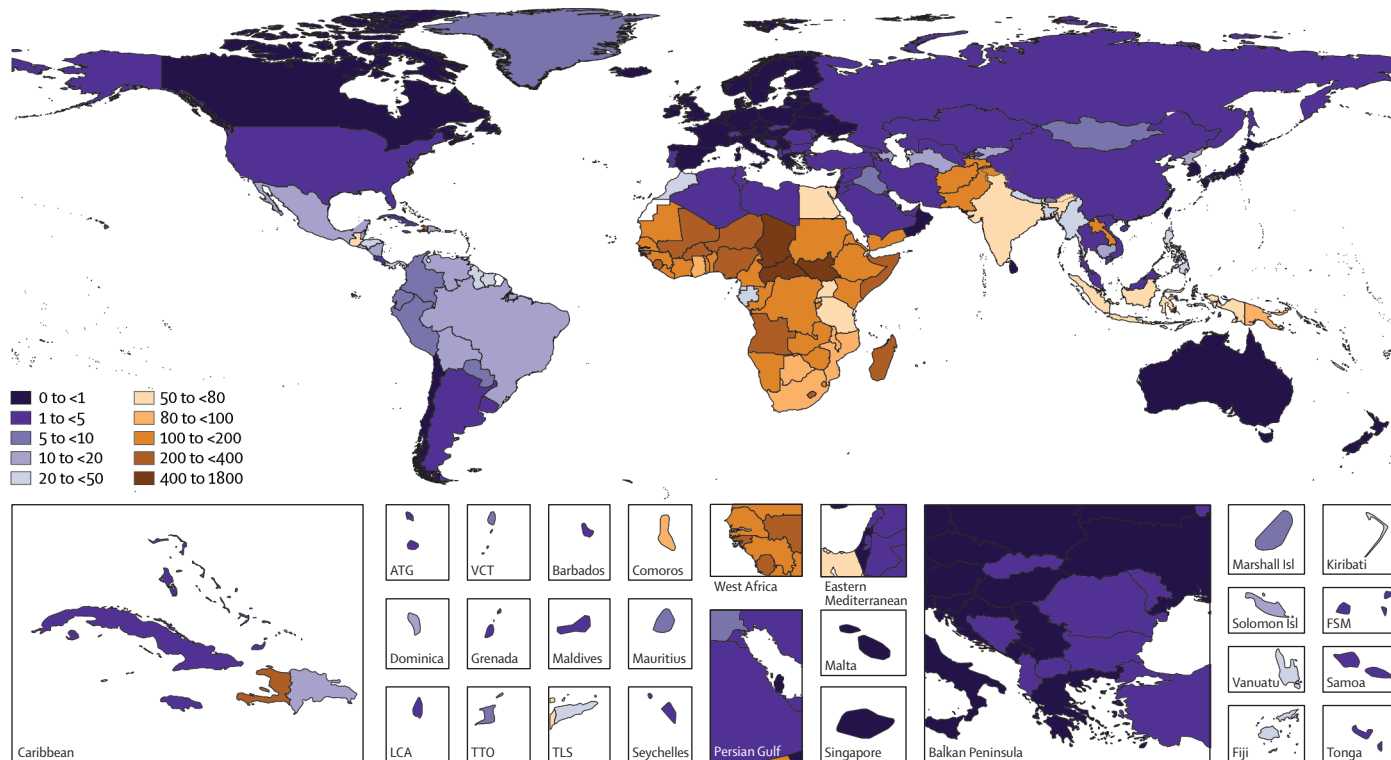 0 to <1
1 to <5
5 to <10
10 to <20
20 to <50
50 to <80
80 to <100
100 to <200
200 to <400
400 to 1800
Caribbean
ATG
VCT
Barbados
Comoros
Dominica
Grenada
Maldives
Mauritius
LCA
TTO
TLS
Seychelles
West Africa
Eastern
Mediterranean
Persian Gulf
Malta
Singapore
Balkan Peninsula
Marshall Isl
Kiribati
Solomon Isl
FSM
Vanuatu
Samoa
Fiji
Tonga